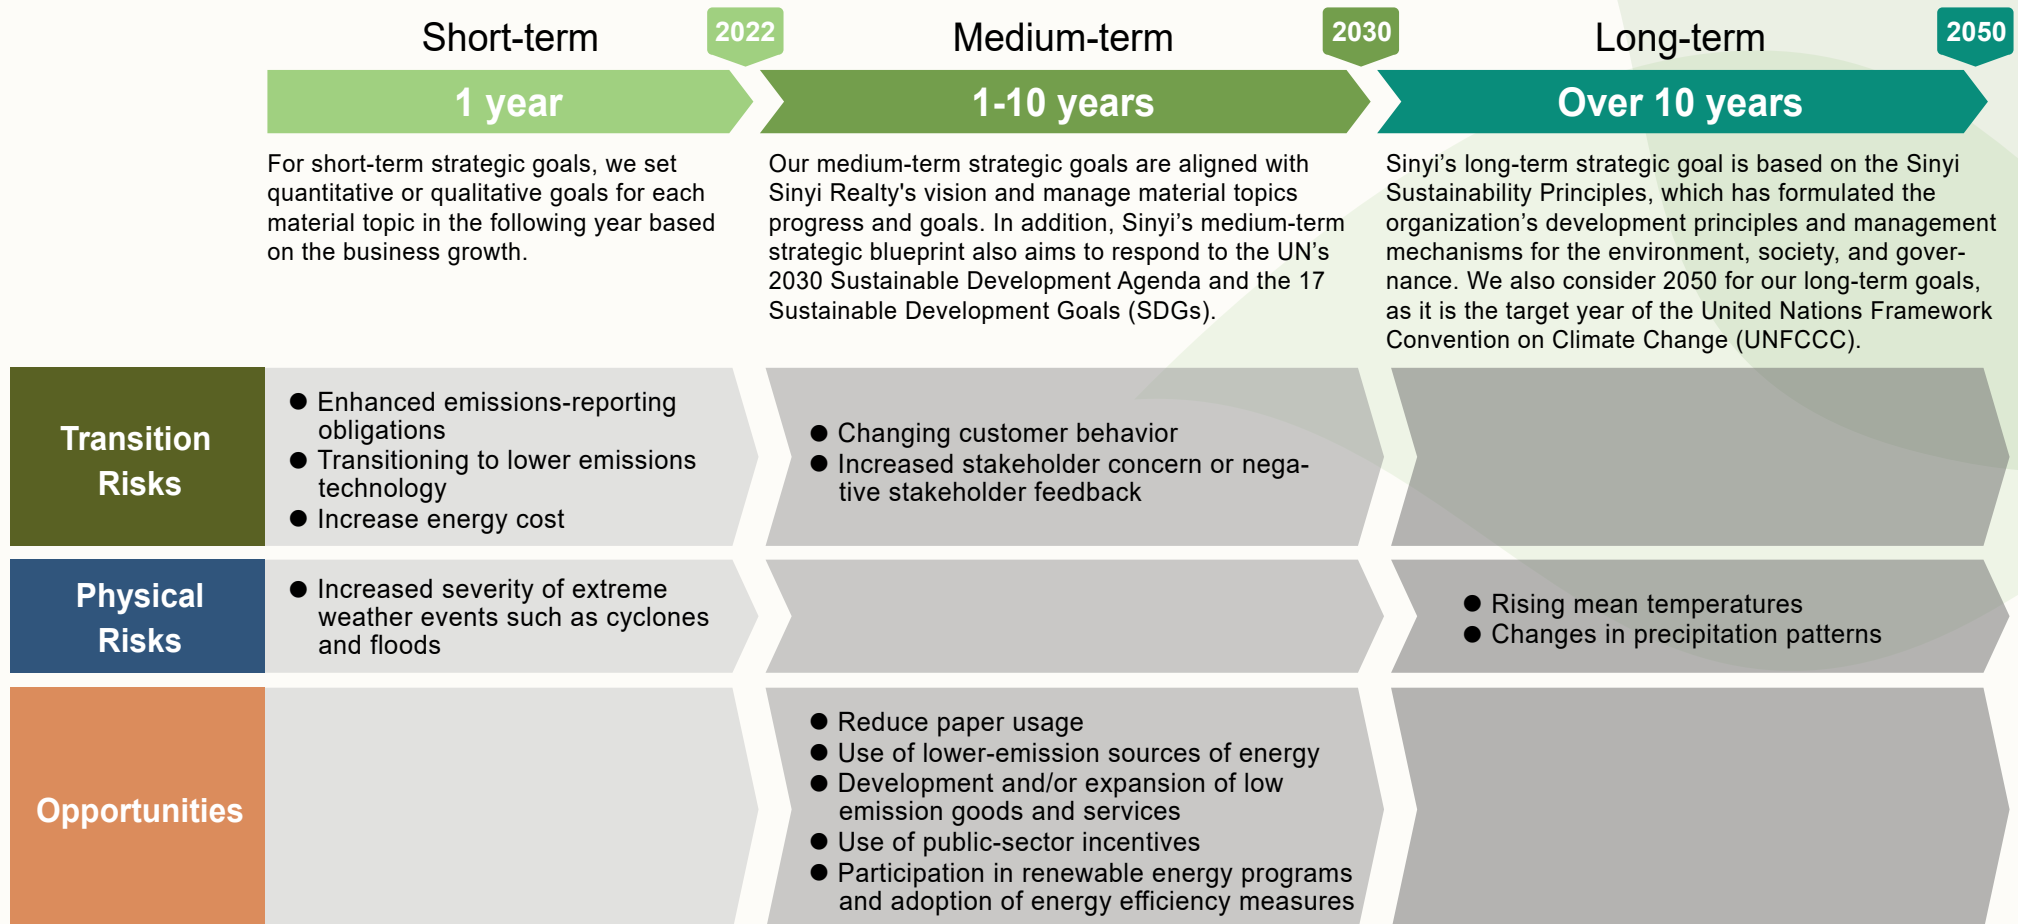 Short-term
2022
Medium-term
2030
Long-term
2050
1 year
1-10 years
Over 10 years
For short-term strategic goals, we set
quantitative or qualitative goals for each
material topic in the following year based
on the business growth.
Our medium-term strategic goals are aligned with
Sinyi Realty's vision and manage material topics
progress and goals. In addition, Sinyi’s medium-term
strategic blueprint also aims to respond to the UN’s
2030 Sustainable Development Agenda and the 17
Sustainable Development Goals (SDGs).
Sinyi’s long-term strategic goal is based on the Sinyi
Sustainability Principles, which has formulated the
organization’s development principles and management
mechanisms for the environment, society, and gover-
nance. We also consider 2050 for our long-term goals,
as it is the target year of the United Nations Framework
Convention on Climate Change (UNFCCC).
Transition
Risks
● Enhanced emissions-reporting
obligations
● Transitioning to lower emissions
technology
● Increase energy cost
● Changing customer behavior
● Increased stakeholder concern or nega-
tive stakeholder feedback
Physical
Risks
● Increased severity of extreme
weather events such as cyclones
and floods
● Rising mean temperatures
● Changes in precipitation patterns
Opportunities
● Reduce paper usage
● Use of lower-emission sources of energy
● Development and/or expansion of low
emission goods and services
● Use of public-sector incentives
● Participation in renewable energy programs
and adoption of energy efficiency measures